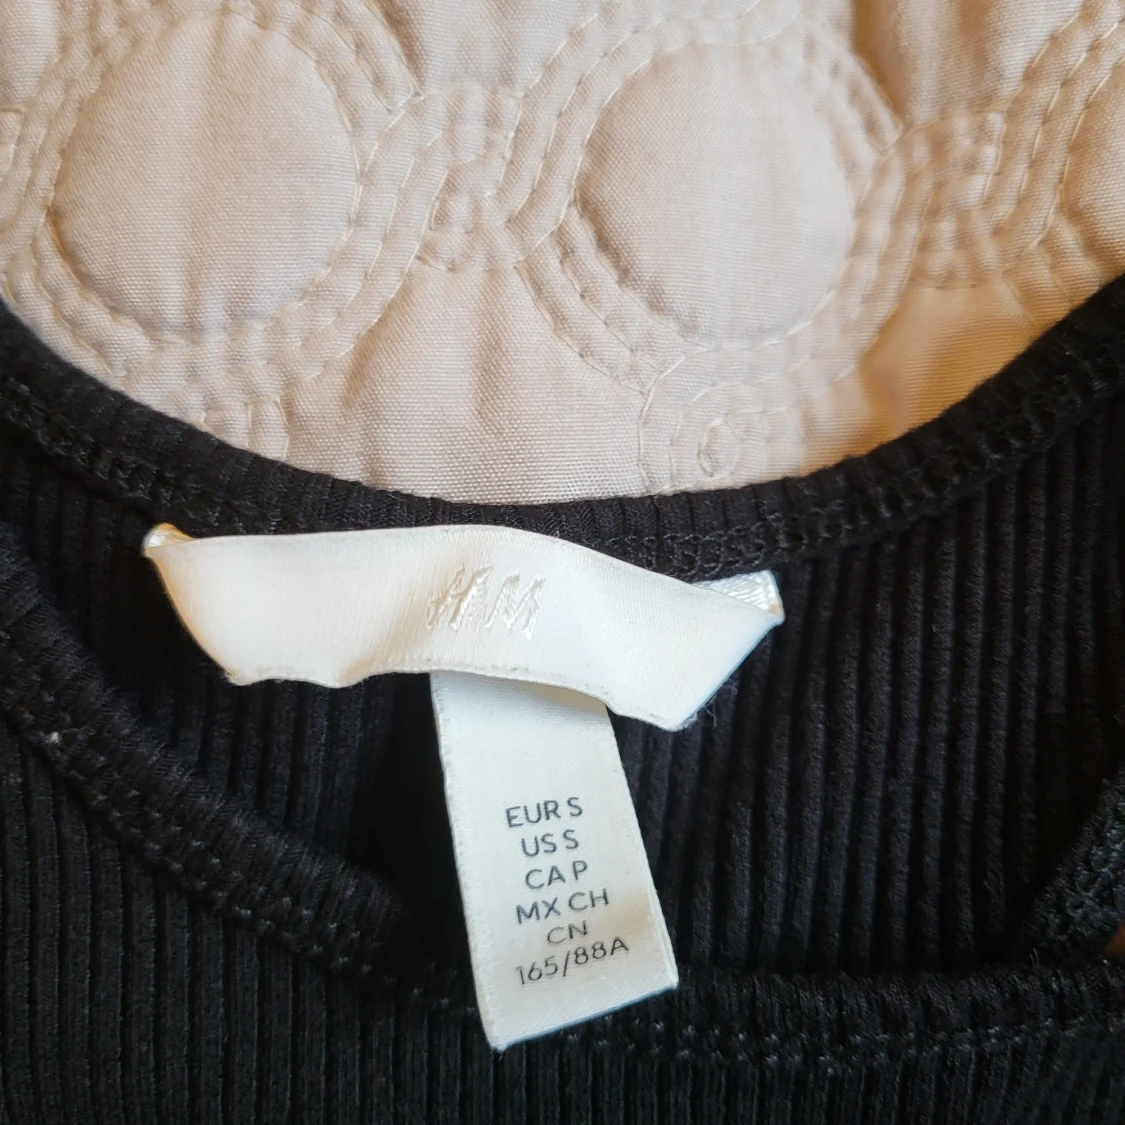 H&M
EUR S
US S
CA P
MX CH
CN
165/88A